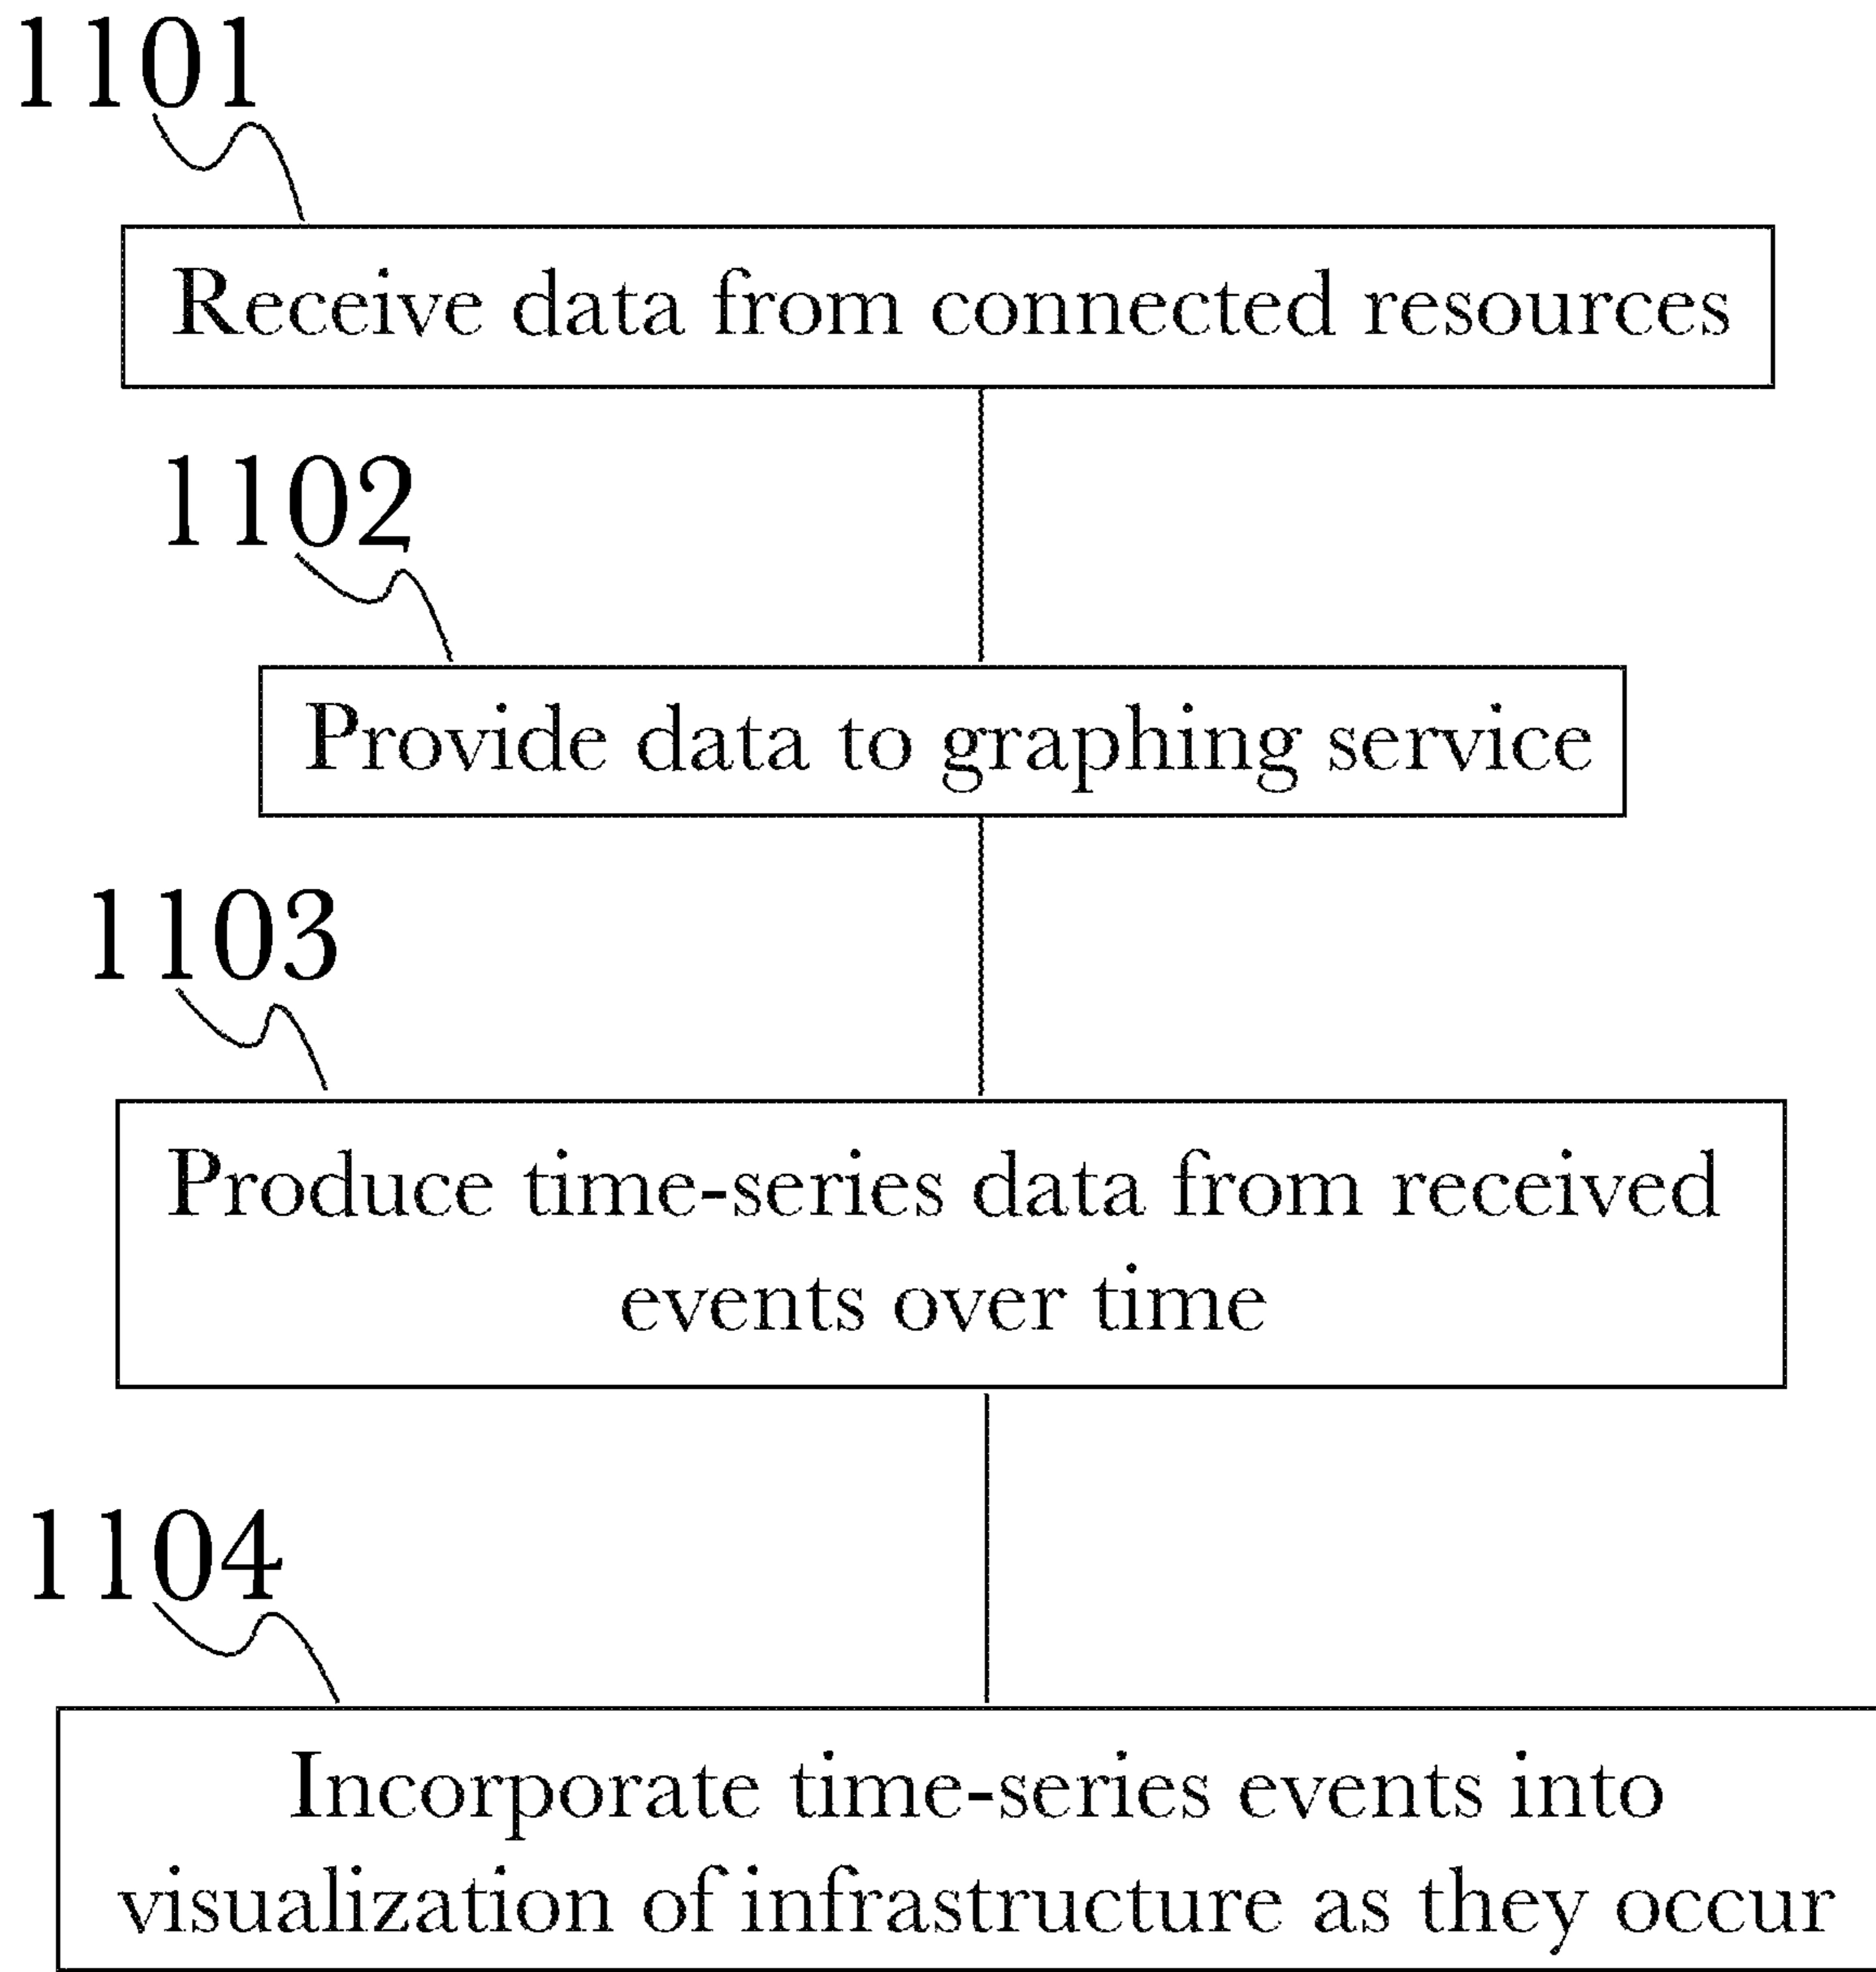 1101
Receive data from connected resources
1102
Provide data to graphing service
1103
Produce time-series data from received
events over time
1104
Incorporate time-series events into
visualization of infrastructure as they occur